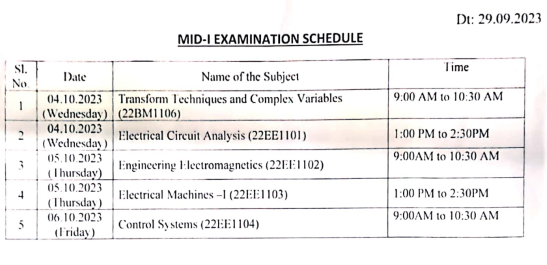 Dt: 29.09.2023
MID-I EXAMINATION SCHEDULE
Sl. No Date Name of the Subject Time
1 04.10.2023 (Wednesday) Transform Techniques and Complex Variables (22BM1106) 9:00 AM to 10:30 AM
2 04.10.2023 (Wednesday) Electrical Circuit Analysis (22EE1101) 1:00 PM to 2:30PM
3 05.10.2023 (Thursday) Engineering Electromagnetics (22EE1102) 9:00AM to 10:30 AM
4 05.10.2023 (Thursday) Electrical Machines –I (22EE1103) 1:00 PM to 2:30PM
5 06.10.2023 (Friday) Control Systems (22EE1104) 9:00AM to 10:30 AM